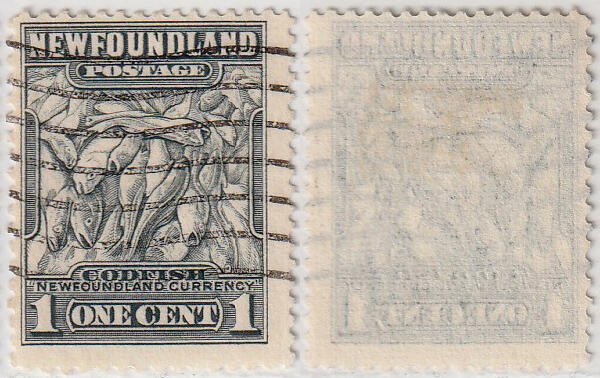 NEWFOUNDLAND
POSTAGE
CODFISH
"NEWFOUNDLAND CURRENCY"
1 ONE CENT 1